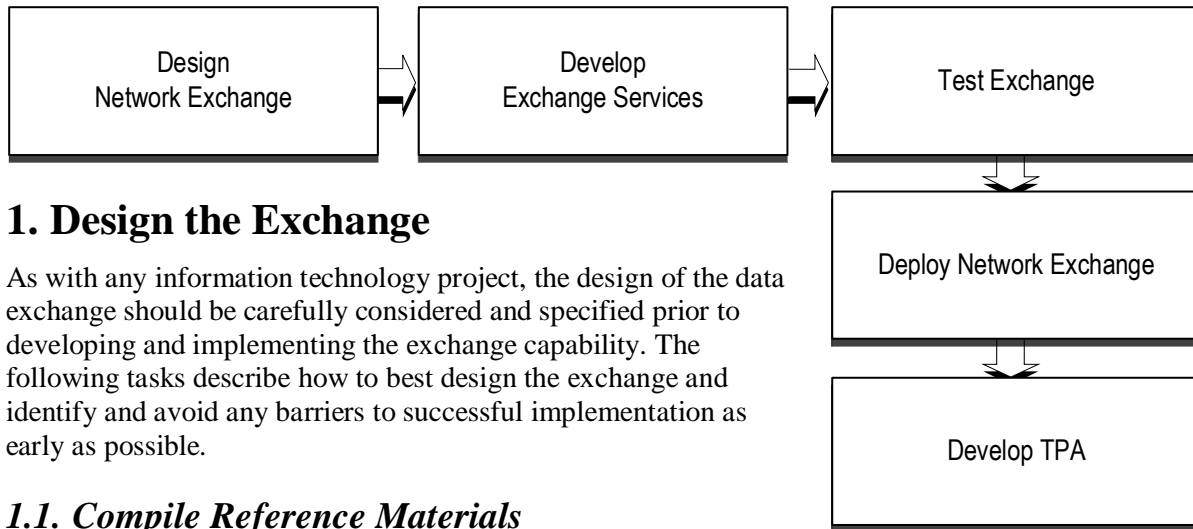 Design
Network Exchange
Develop
Exchange Services
Test Exchange
Deploy Network Exchange
Develop TPA
1. Design the Exchange
As with any information technology project, the design of the data
exchange should be carefully considered and specified prior to
developing and implementing the exchange capability. The
following tasks describe how to best design the exchange and
identify and avoid any barriers to successful implementation as
early as possible.
1.1. Compile Reference Materials